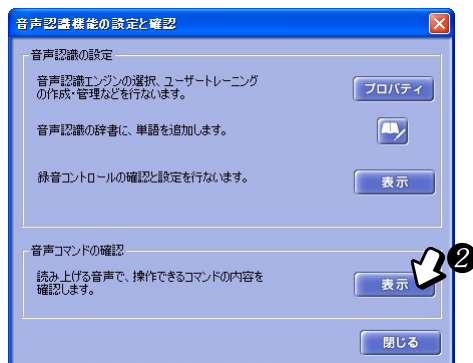 音声認識機能の設定と確認
音声認識の設定
音声認識エンジンの選択、ユーザートレーニング
の作成・管理などを行ないます。
プロパティ
音声認識の辞書に、単語を追加します。
録音コントロールの確認と設定を行ないます。
表示
音声コマンドの確認
読み上げる音声で、操作できるコマンドの内容を
確認します。
表示
2
閉じる